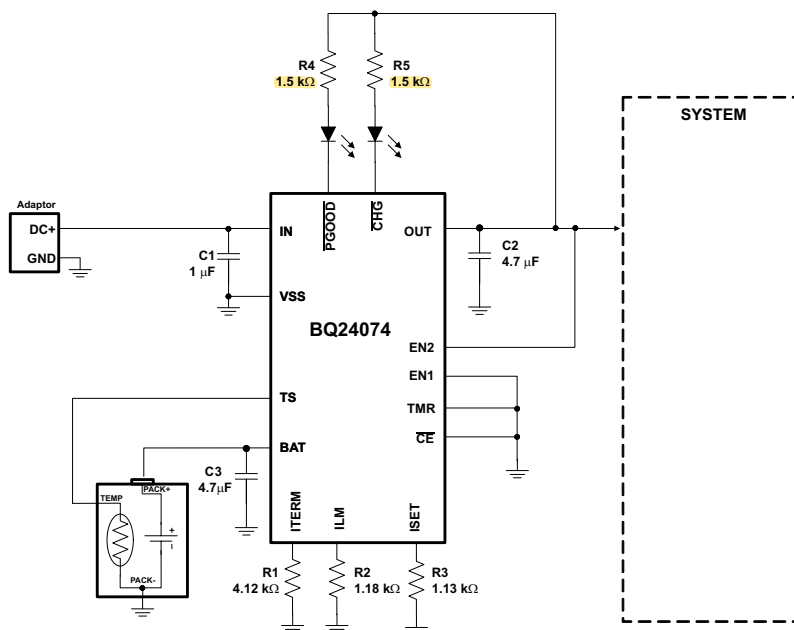 R4
1.5 kΩ
R5
1.5 kΩ
SYSTEM
Adaptor
DC+
GND
IN
PGOOD
CHG
OUT
C1
1 μF
C2
4.7 μF
VSS
BQ24074
EN2
EN1
TS
TMR
BAT
CE
C3
4.7μF
PACK+
TEMP
+
-
PACK-
ITERM
ILM
ISET
R1
4.12 kΩ
R2
1.18 kΩ
R3
1.13 kΩ